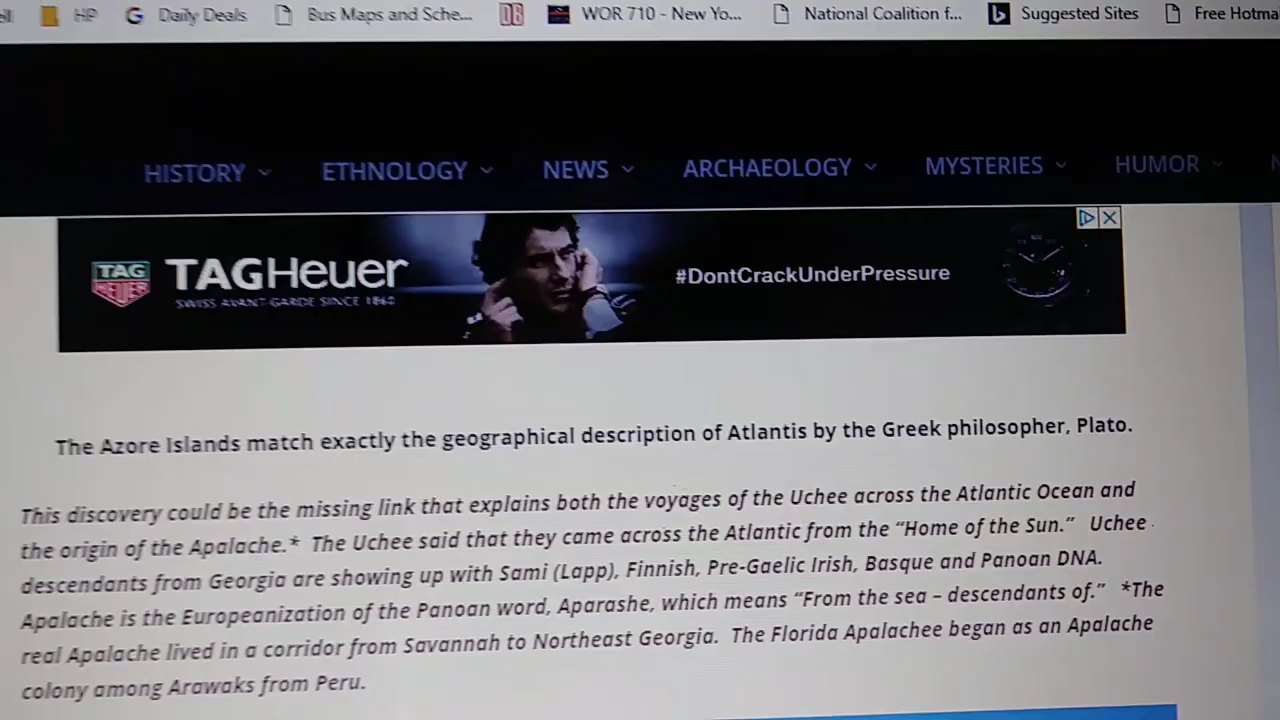 ell HP Daily Deals Bus Maps and Sche... DB WOR 710 - New Yo... National Coalition f... b Suggested Sites Free Hotma
HISTORY ETHNOLOGY NEWS ARCHAEOLOGY MYSTERIES HUMOR
TAG HEUER
TAGHeuer
SWISS AVANT-GARDE SINCE 1860
#DontCrackUnderPressure
The Azore Islands match exactly the geographical description of Atlantis by the Greek philosopher, Plato.
This discovery could be the missing link that explains both the voyages of the Uchee across the Atlantic Ocean and
the origin of the Apalache.* The Uchee said that they came across the Atlantic from the “Home of the Sun.” Uchee
descendants from Georgia are showing up with Sami (Lapp), Finnish, Pre-Gaelic Irish, Basque and Panoan DNA.
Apalache is the Europeanization of the Panoan word, Aparashe, which means “From the sea – descendants of.” *The
real Apalache lived in a corridor from Savannah to Northeast Georgia. The Florida Apalachee began as an Apalache
colony among Arawaks from Peru.